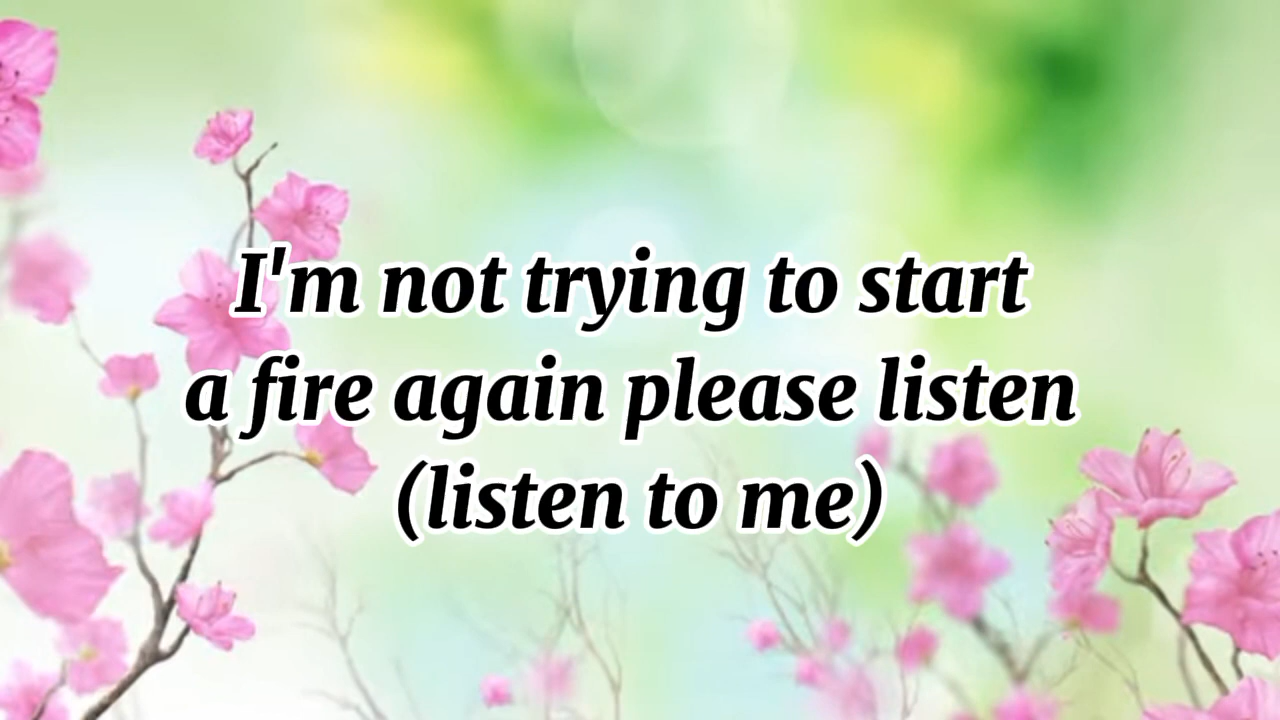 I'm not trying to start
a fire again please listen
(listen to me)